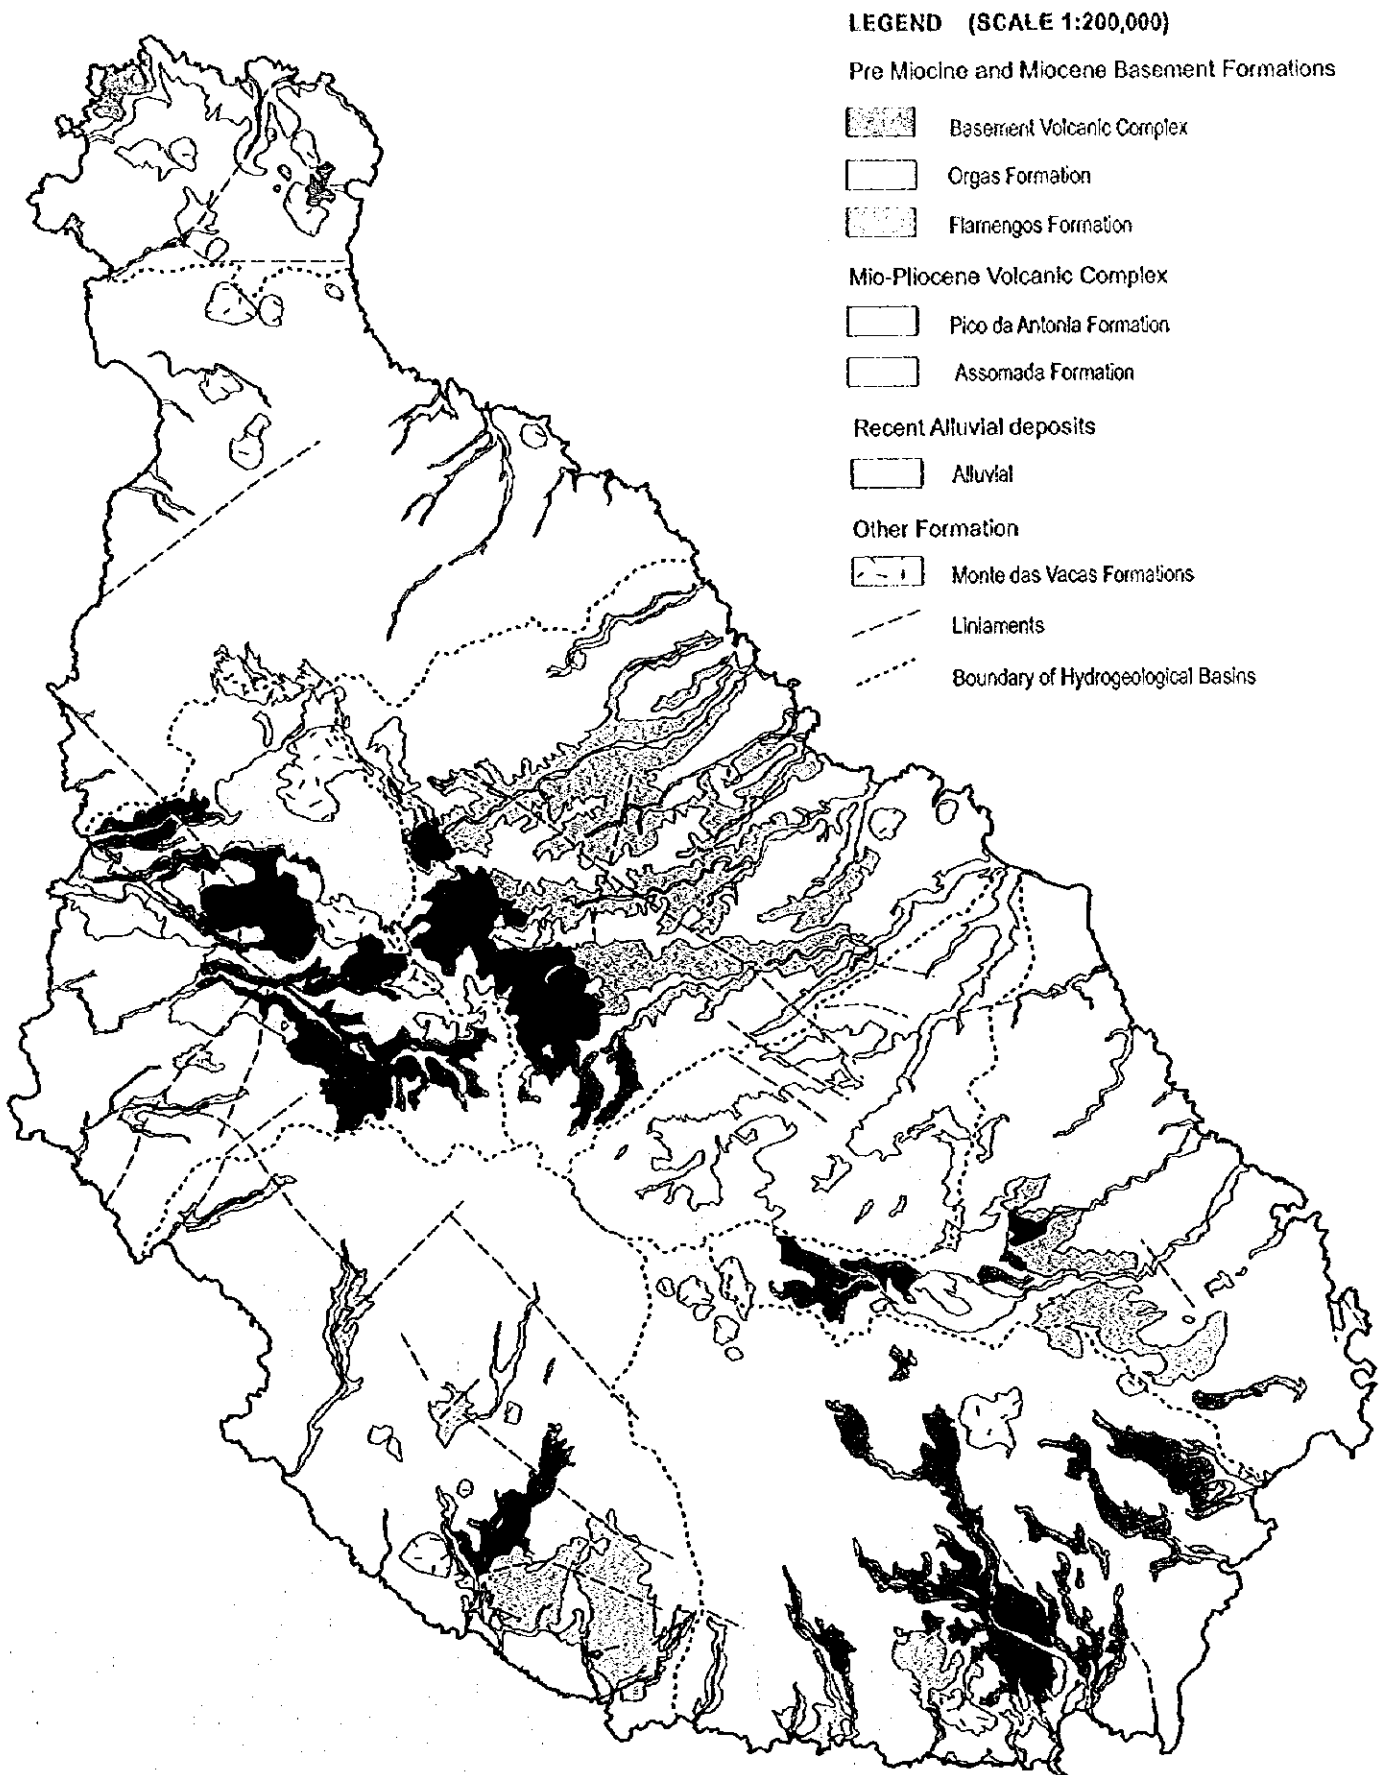 LEGEND (SCALE 1:200,000)
Pre Miocine and Miocene Basement Formations
Basement Volcanic Complex
Orgas Formation
Flamengos Formation
Mio-Pliocene Volcanic Complex
Pico da Antonia Formation
Assomada Formation
Recent Alluvial deposits
Alluvial
Other Formation
Monte das Vacas Formations
Liniaments
Boundary of Hydrogeological Basins